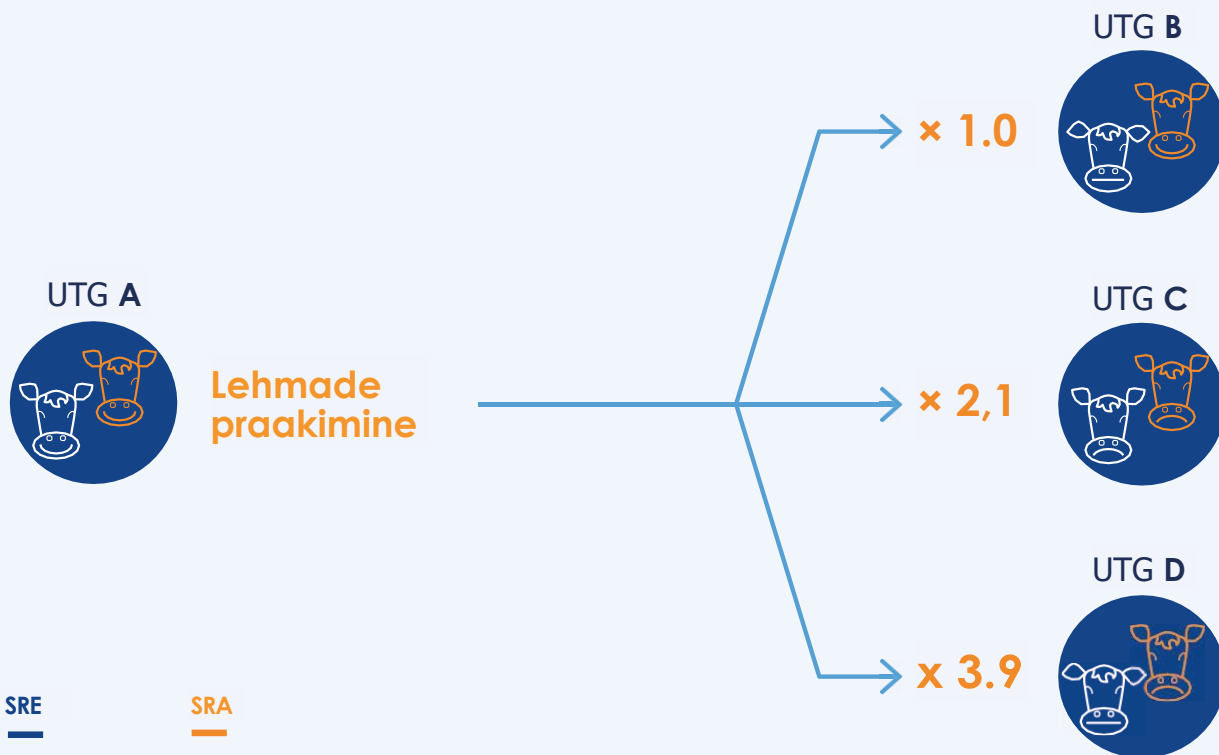 UTG B
× 1.0
UTG A
UTG C
Lehmade
praakimine
× 2,1
UTG D
x 3.9
SRE
SRA